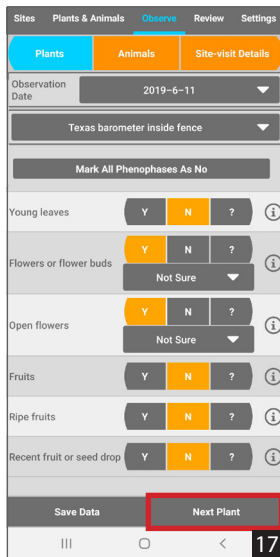 Sites Plants & Animals Observe Review Settings
Plants Animals Site-visit Details
Observation Date 2019-6-11
Texas barometer inside fence
Mark All Phenophases As No
Young leaves Y N ? i
Flowers or flower buds Y N ? i
Not Sure
Open flowers Y N ? i
Not Sure
Fruits Y N ? i
Ripe fruits Y N ? i
Recent fruit or seed drop Y N ? i
Save Data Next Plant
17